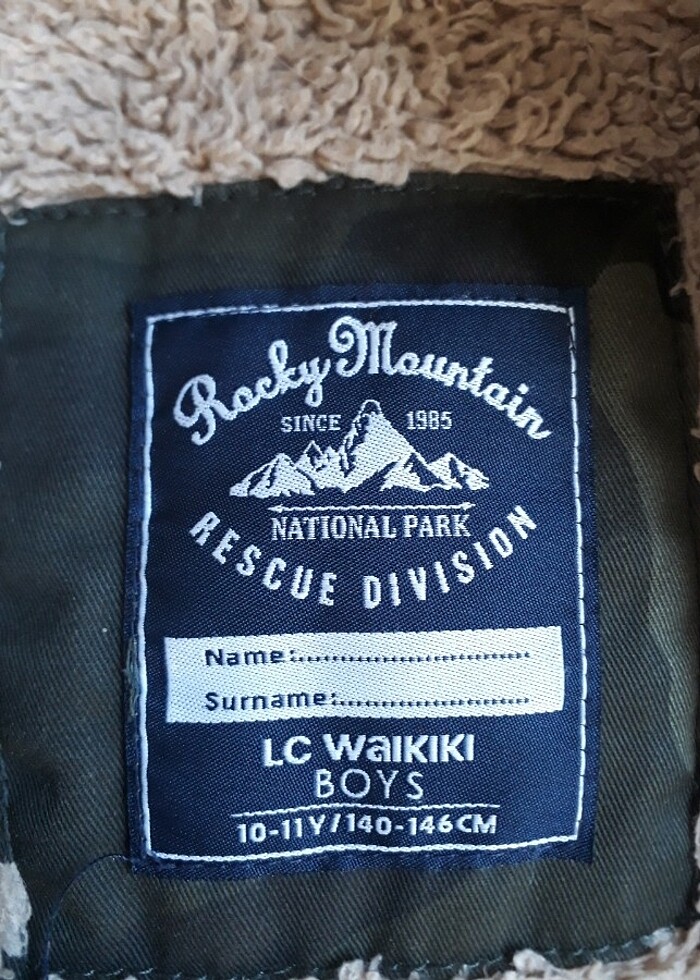 Rocky Mountain
SINCE 1985
NATIONAL PARK
RESCUE DIVISION
Name:..............................
Surname:.........................
LC WaIKIKI
BOYS
10-11Y/140-146CM